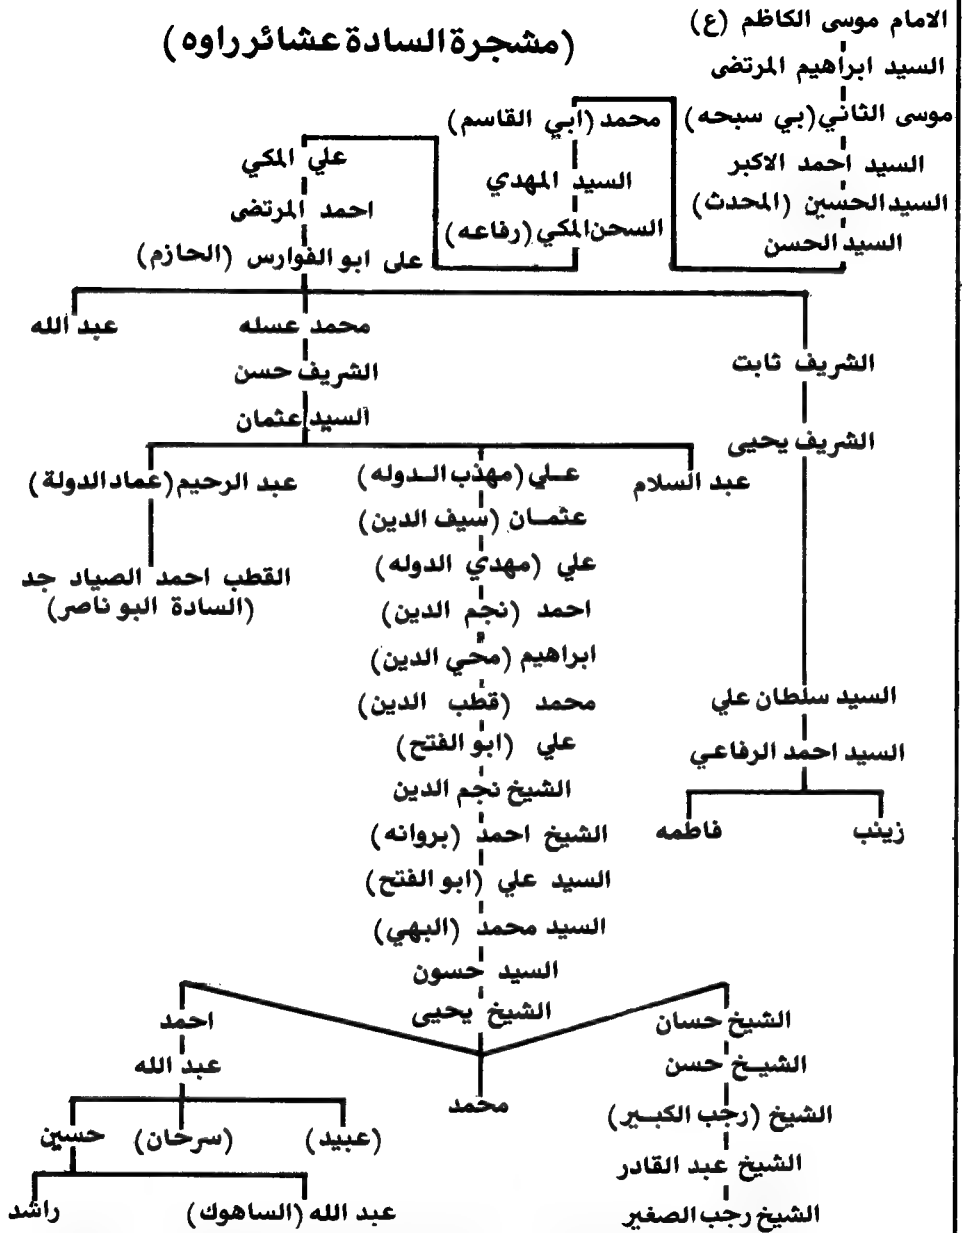 (مشجرة السادة عشائر راوه)
الامام موسى الكاظم (ع)
السيد ابراهيم المرتضى
موسى الثاني (بي سبحه)
السيد احمد الاكبر
السيد الحسين (المحدث)
السيد الحسن
محمد (ابي القاسم)
السيد المهدي
السحن المكي (رفاعه)
علي المكي
احمد المرتضى
على ابو الفوارس (الحازم)
عبد الله
محمد عسله
الشريف حسن
السيد عثمان
الشريف ثابت
الشريف يحيى
السيد سلطان علي
السيد احمد الرفاعي
زينب
فاطمه
عبد السلام
علي (مهذب الدوله)
عبد الرحيم (عماد الدولة)
القطب احمد الصياد جد
(السادة البو ناصر)
عثمان (سيف الدين)
علي (مهدي الدوله)
احمد (نجم الدين)
ابراهيم (محي الدين)
محمد (قطب الدين)
علي (ابو الفتح)
الشيخ نجم الدين
الشيخ احمد (بروانه)
السيد علي (ابو الفتح)
السيد محمد (البهي)
السيد حسون
الشيخ يحيى
الشيخ حسان
الشيخ حسن
الشيخ (رجب الكبير)
الشيخ عبد القادر
الشيخ رجب الصغير
محمد
احمد
عبد الله
(عبيد)
(سرحان)
حسين
عبد الله (الساهوك)
راشد